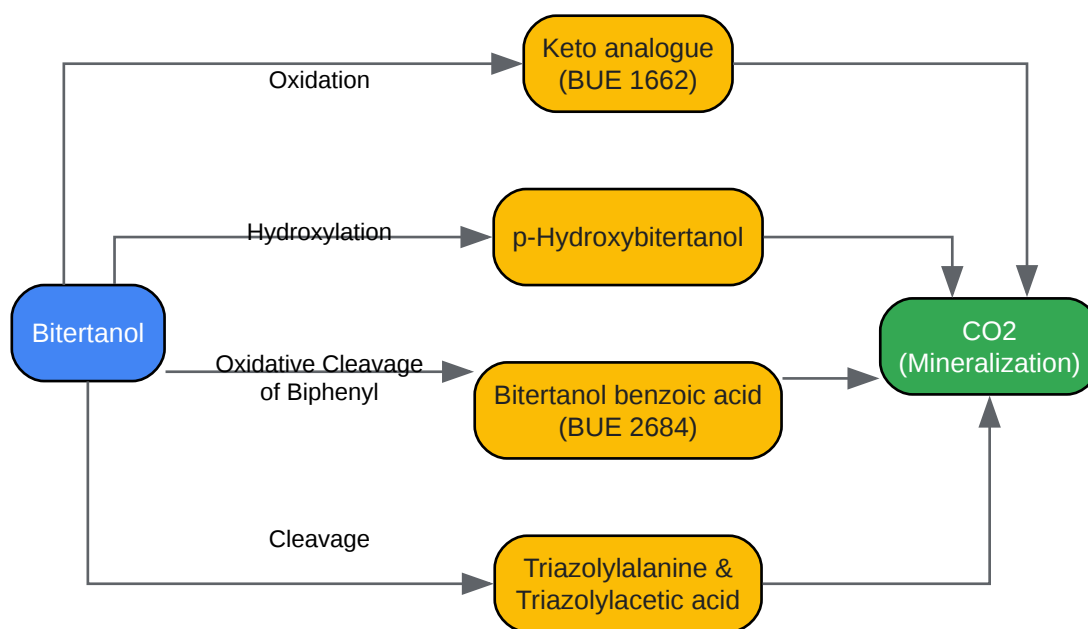 Keto analogue
(BUE 1662)
Oxidation
Hydroxylation
p-Hydroxybitertanol
Bitertanol
CO2
(Mineralization)
Oxidative Cleavage
of Biphenyl
Bitertanol benzoic acid
(BUE 2684)
Cleavage
Triazolylalanine &
Triazolylacetic acid